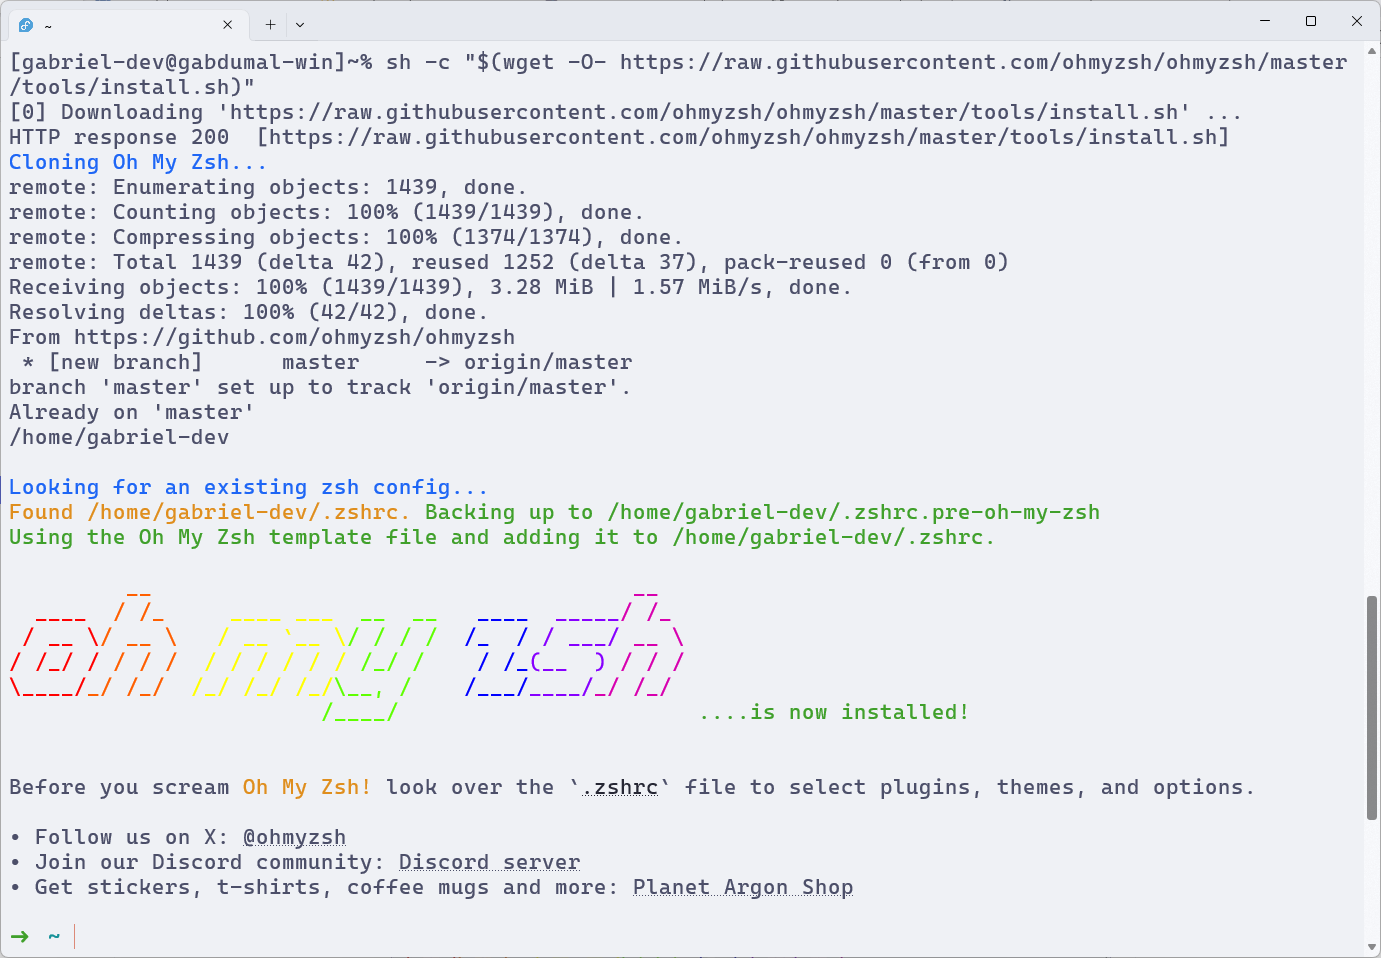 ~
[gabriel-dev@gabdumal-win]~% sh -c "$(wget -O- https://raw.githubusercontent.com/ohmyzsh/ohmyzsh/master
/tools/install.sh)"
[0] Downloading 'https://raw.githubusercontent.com/ohmyzsh/ohmyzsh/master/tools/install.sh' ...
HTTP response 200  [https://raw.githubusercontent.com/ohmyzsh/ohmyzsh/master/tools/install.sh]
Cloning Oh My Zsh...
remote: Enumerating objects: 1439, done.
remote: Counting objects: 100% (1439/1439), done.
remote: Compressing objects: 100% (1374/1374), done.
remote: Total 1439 (delta 42), reused 1252 (delta 37), pack-reused 0 (from 0)
Receiving objects: 100% (1439/1439), 3.28 MiB | 1.57 MiB/s, done.
Resolving deltas: 100% (42/42), done.
From https://github.com/ohmyzsh/ohmyzsh
 * [new branch]      master     -> origin/master
branch 'master' set up to track 'origin/master'.
Already on 'master'
/home/gabriel-dev
Looking for an existing zsh config...
Found /home/gabriel-dev/.zshrc. Backing up to /home/gabriel-dev/.zshrc.pre-oh-my-zsh
Using the Oh My Zsh template file and adding it to /home/gabriel-dev/.zshrc.
oh my zsh
....is now installed!
Before you scream Oh My Zsh! look over the `.zshrc` file to select plugins, themes, and options.
• Follow us on X: @ohmyzsh
• Join our Discord community: Discord server
• Get stickers, t-shirts, coffee mugs and more: Planet Argon Shop
➜  ~